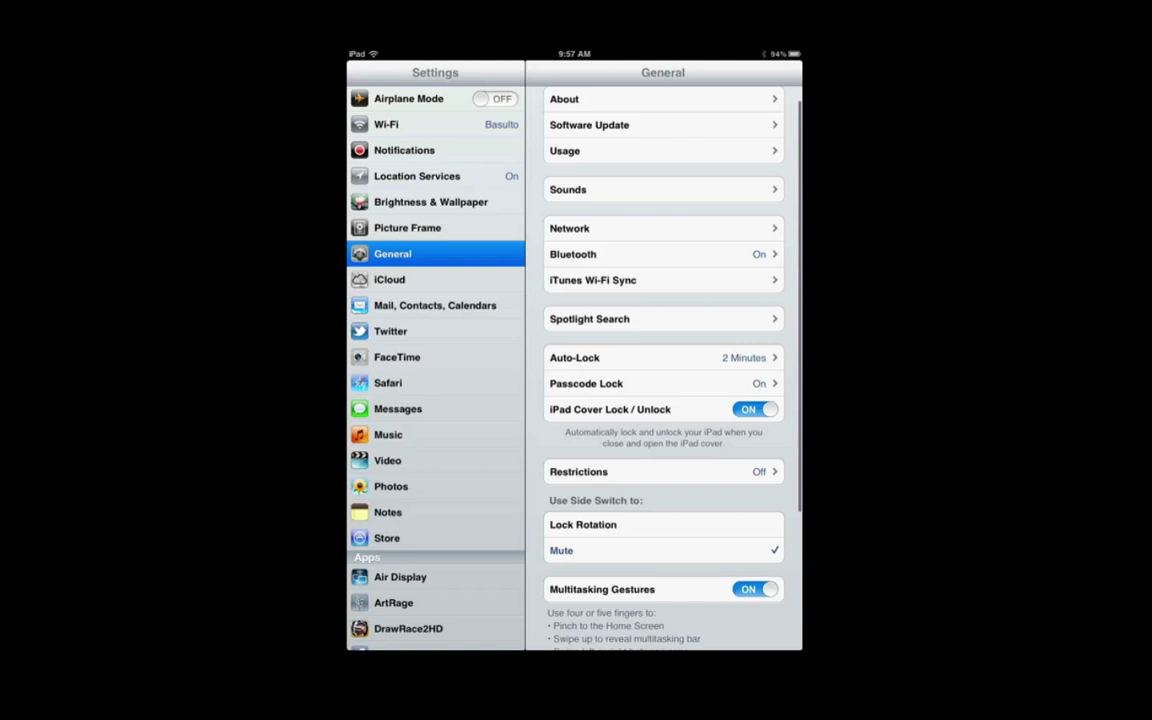 iPad 9:57 AM 94%
Settings
Airplane Mode OFF
Wi-Fi Basulto
Notifications
Location Services On
Brightness & Wallpaper
Picture Frame
General
iCloud
Mail, Contacts, Calendars
Twitter
FaceTime
Safari
Messages
Music
Video
Photos
Notes
Store
Apps
Air Display
ArtRage
DrawRace2HD
General
About
Software Update
Usage
Sounds
Network
Bluetooth On
iTunes Wi-Fi Sync
Spotlight Search
Auto-Lock 2 Minutes
Passcode Lock On
iPad Cover Lock / Unlock ON
Automatically lock and unlock your iPad when you
close and open the iPad cover.
Restrictions Off
Use Side Switch to:
Lock Rotation
Mute
Multitasking Gestures ON
Use four or five fingers to:
• Pinch to the Home Screen
• Swipe up to reveal multitasking bar